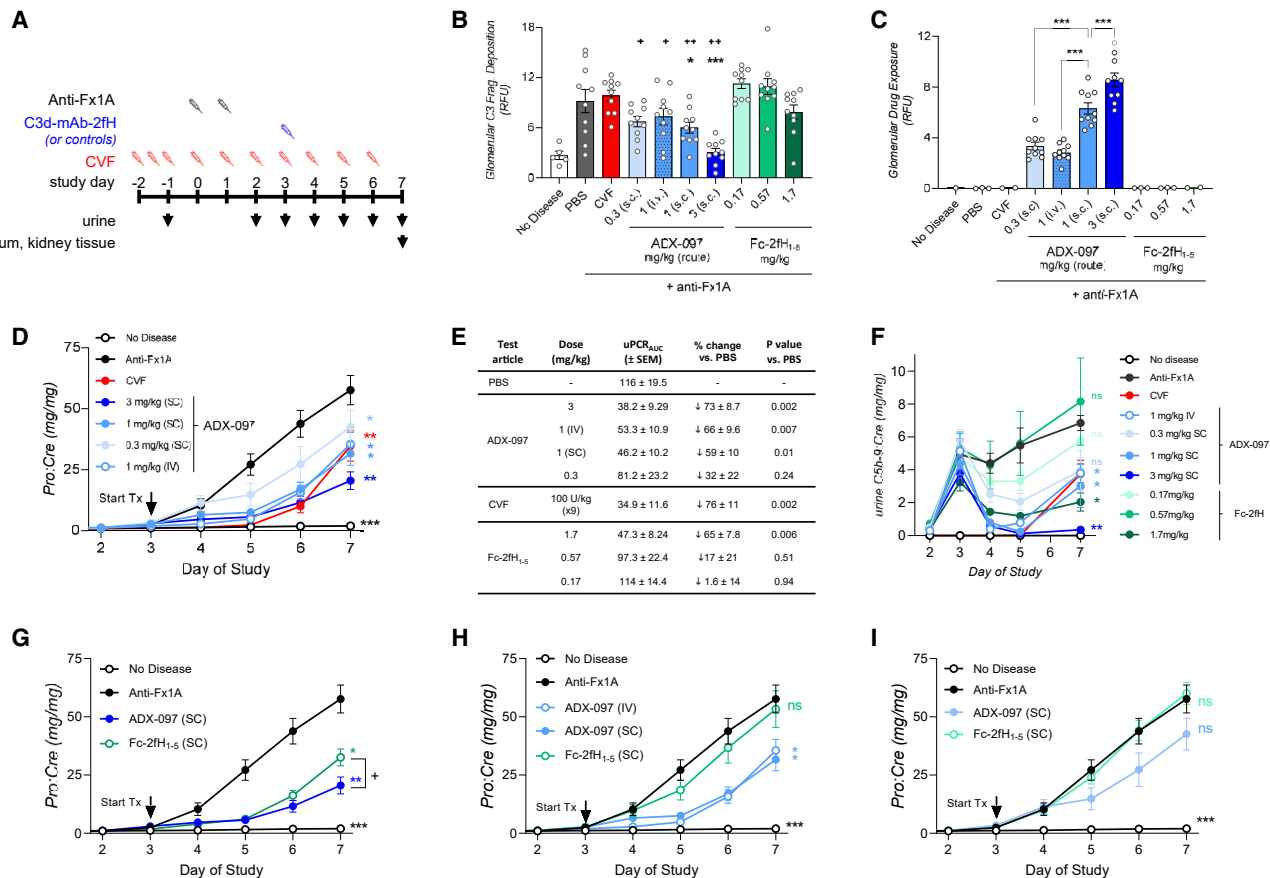 A
Anti-Fx1A
C3d-mAb-2fH
(or controls)
CVF
study day
-2 -1 0 1 2 3 4 5 6 7
urine
um, kidney tissue
B
Glomerular C3 Frag. Deposition
(RFU)
18
12
6
0
+ + ++ ++
* ***
No Disease PBS CVF 0.3 (s.c.) 1 (i.v.) 1 (s.c.) 3 (s.c.) 0.17 0.57 1.7
ADX-097
mg/kg (route)
Fc-2fH1-5
mg/kg
+ anti-Fx1A
C
Glomerular Drug Exposure
(RFU)
12
8
4
0
*** ***
***
No Disease PBS CVF 0.3 (s.c) 1 (i.v.) 1 (s.c.) 3 (s.c.) 0.17 0.57 1.7
ADX-097
mg/kg (route)
Fc-2fH1-5
mg/kg
+ anti-Fx1A
D
Pro:Cre (mg/mg)
75
50
25
0
No Disease
Anti-Fx1A
CVF
3 mg/kg (SC)
1 mg/kg (SC)
0.3 mg/kg (SC)
1 mg/kg (IV)
ADX-097
Start Tx
*
**
*
*
**
***
2 3 4 5 6 7
Day of Study
E
Test article Dose (mg/kg) uPCRAUC (± SEM) % change vs. PBS P value vs. PBS
PBS - 116 ± 19.5 - -
ADX-097
3 38.2 ± 9.29 ↓ 73 ± 8.7 0.002
1 (IV) 53.3 ± 10.9 ↓ 66 ± 9.6 0.007
1 (SC) 46.2 ± 10.2 ↓ 59 ± 10 0.01
0.3 81.2 ± 23.2 ↓ 32 ± 22 0.24
CVF 100 U/kg (x9) 34.9 ± 11.6 ↓ 76 ± 11 0.002
Fc-2fH1-5
1.7 47.3 ± 8.24 ↓ 65 ± 7.8 0.006
0.57 97.3 ± 22.4 ↓17 ± 21 0.51
0.17 114 ± 14.4 ↓ 1.6 ± 14 0.94
F
urine C5b-9:Cre (mg/mg)
10
8
6
4
2
0
ns
ns
ns
*
*
*
**
2 3 4 5 6 7
Day of Study
No disease
Anti-Fx1A
CVF
1 mg/kg IV
0.3 mg/kg SC
1 mg/kg SC
3 mg/kg SC
0.17mg/kg
0.57mg/kg
1.7mg/kg
ADX-097
Fc-2fH
G
Pro:Cre (mg/mg)
75
50
25
0
No Disease
Anti-Fx1A
ADX-097 (SC)
Fc-2fH1-5 (SC)
Start Tx
*
**
+
***
2 3 4 5 6 7
Day of Study
H
Pro:Cre (mg/mg)
75
50
25
0
No Disease
Anti-Fx1A
ADX-097 (IV)
ADX-097 (SC)
Fc-2fH1-5 (SC)
Start Tx
ns
*
*
***
2 3 4 5 6 7
Day of Study
I
Pro:Cre (mg/mg)
75
50
25
0
No Disease
Anti-Fx1A
ADX-097 (SC)
Fc-2fH1-5 (SC)
Start Tx
ns
ns
***
2 3 4 5 6 7
Day of Study